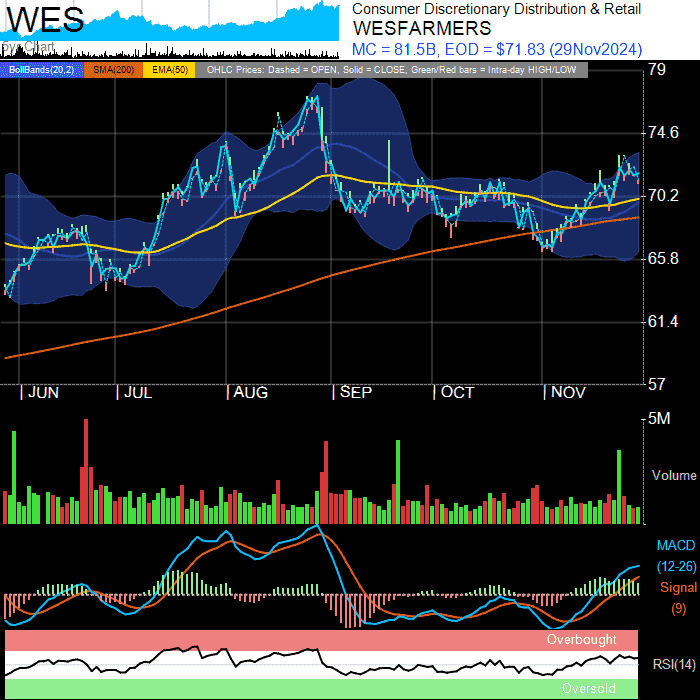 WES
Consumer Discretionary Distribution & Retail
WESFARMERS
MC = 81.5B, EOD = $71.83 (29Nov2024)
5yr Chart
BollBands(20,2) SMA(200) EMA(50) OHLC Prices: Dashed = OPEN, Solid = CLOSE, Green/Red bars = Intra-day HIGH/LOW
79
74.6
70.2
65.8
61.4
57
JUN JUL AUG SEP OCT NOV
5M
Volume
MACD
(12-26)
Signal
(9)
Overbought
RSI(14)
Oversold